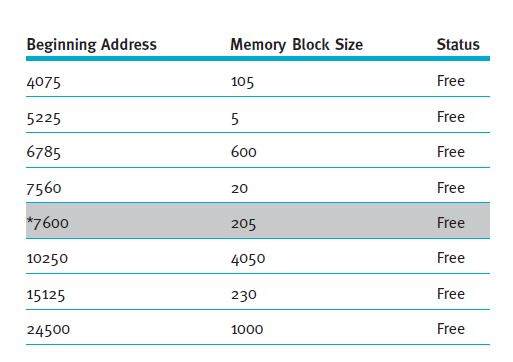 Beginning Address Memory Block Size Status
4075 105 Free
5225 5 Free
6785 600 Free
7560 20 Free
*7600 205 Free
10250 4050 Free
15125 230 Free
24500 1000 Free